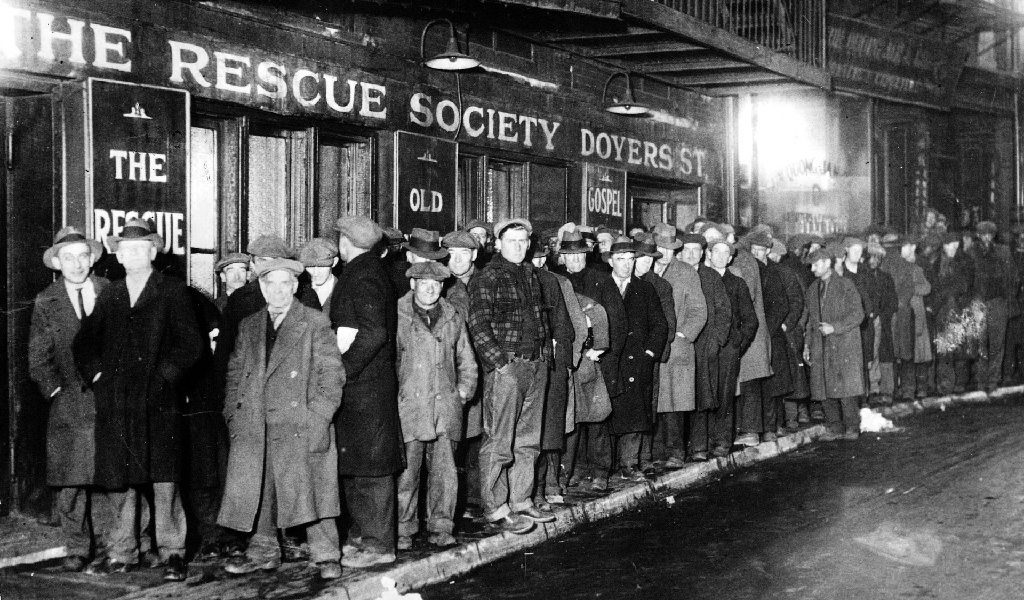 THE RESCUE SOCIETY DOYERS ST.
THE
RESCUE
OLD
GOSPEL